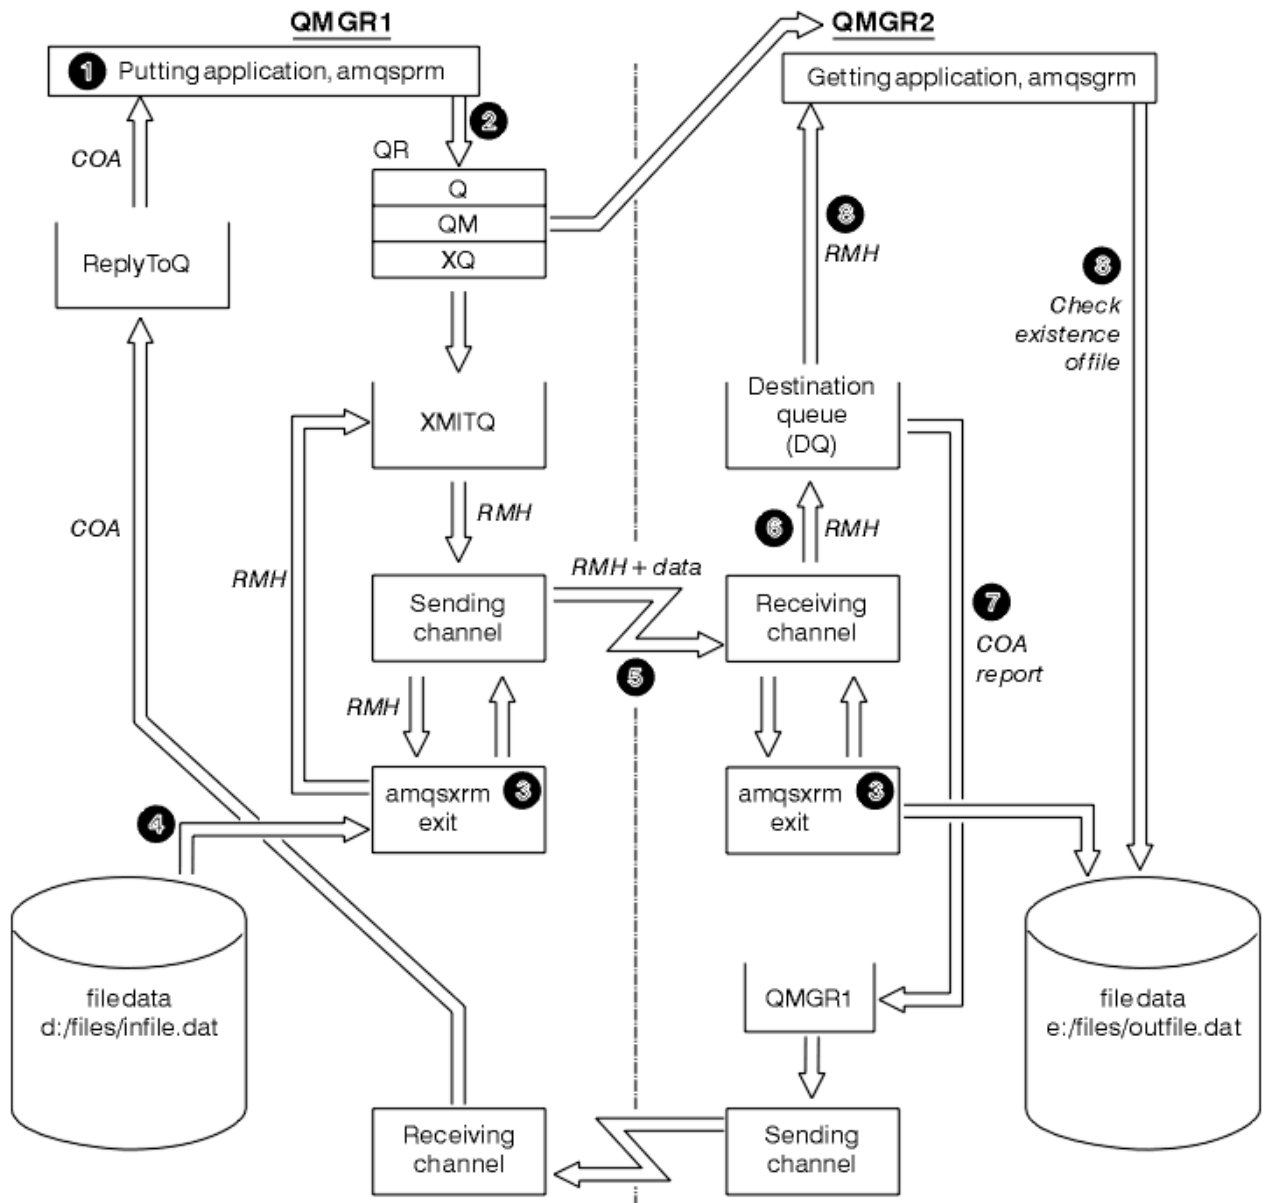 QMGR1
QMGR2
1 Putting application, amqsprm
Getting application, amqsgrm
2
COA
QR
Q
QM
XQ
ReplyToQ
8
RMH
8
Check
existence
of file
XMITQ
Destination
queue
(DQ)
RMH
COA
RMH
6
RMH
RMH + data
Sending
channel
Receiving
channel
7
COA
report
5
RMH
amqsxrm
exit
3
amqsxrm
exit
3
4
file data
d:/files/infile.dat
QMGR1
file data
e:/files/outfile.dat
Receiving
channel
Sending
channel